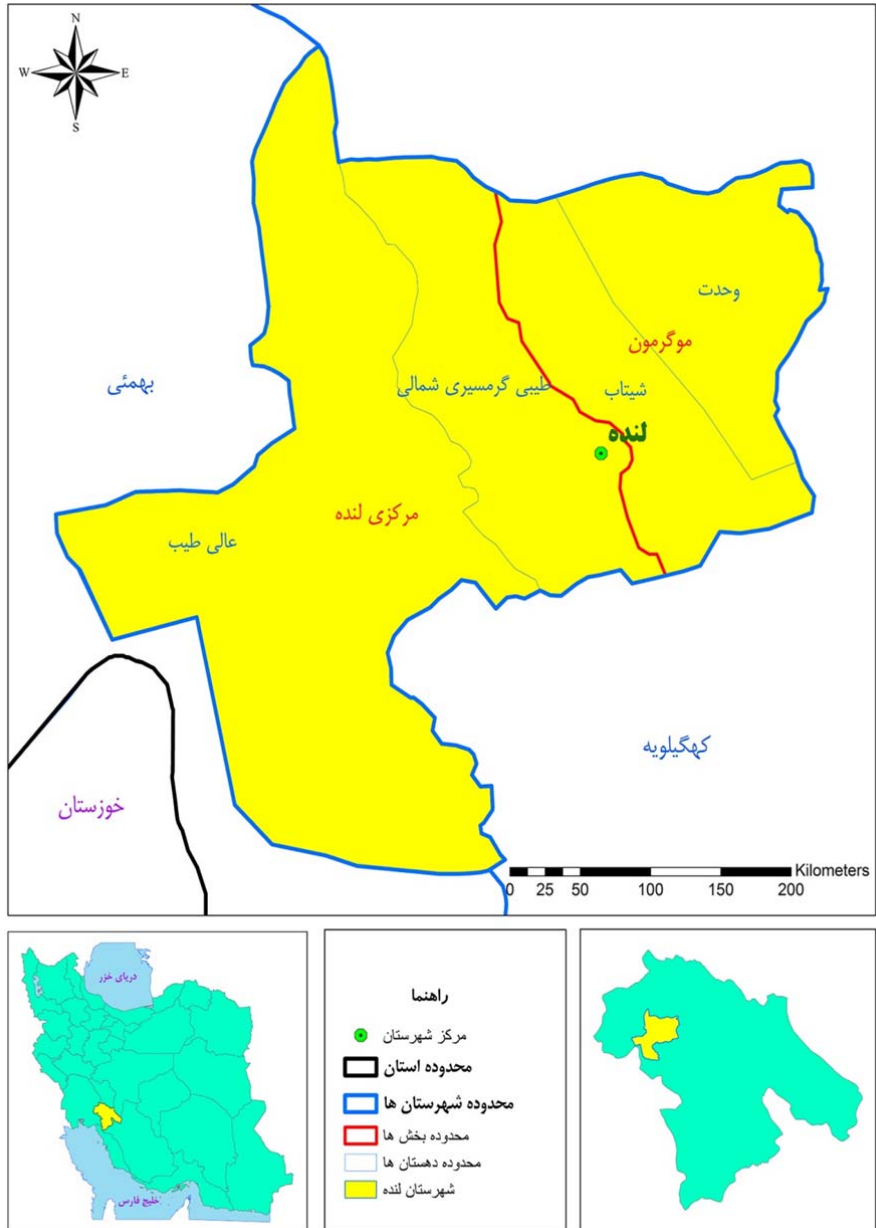 N
W E
S
وحدت
موگرمون
بهمئی
طیبی گرمسیری شمالی
شیتاب
لنده
مرکزی لنده
عالی طیب
کهگیلویه
خوزستان
Kilometers
0 25 50 100 150 200
دریای خزر
خلیج فارس
راهنما
مرکز شهرستان
محدوده استان
محدوده شهرستان ها
محدوده بخش ها
محدوده دهستان ها
شهرستان لنده